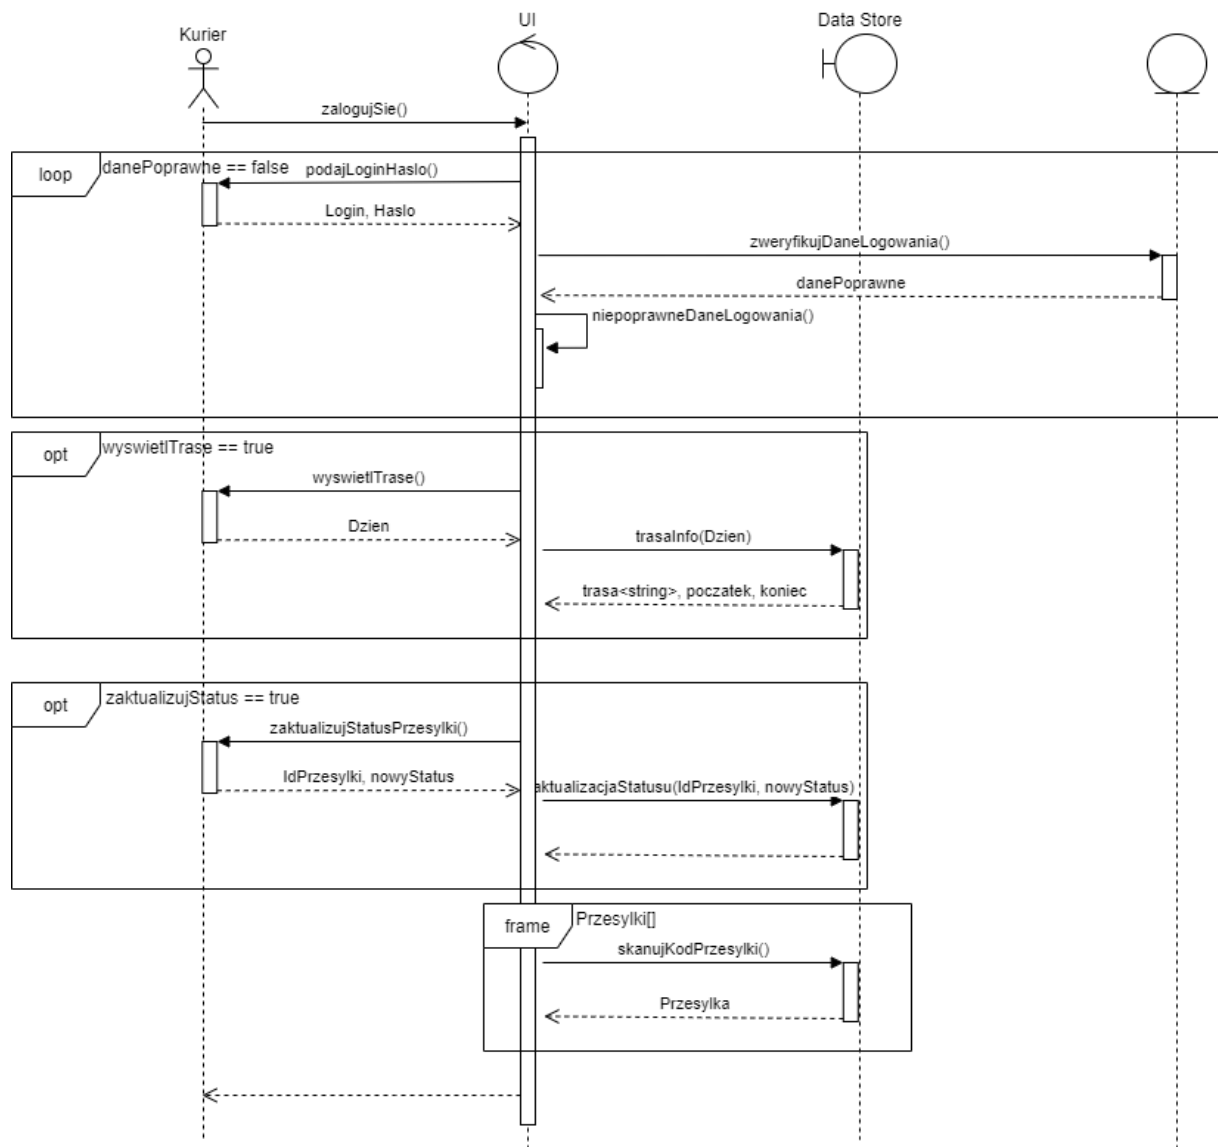 Kurier
UI
Data Store
zalogujSie()
loop
danePoprawne == false
podajLoginHaslo()
Login, Haslo
zweryfikujDaneLogowania()
danePoprawne
niepoprawneDaneLogowania()
opt
wyswietlTrase == true
wyswietlTrase()
Dzien
trasaInfo(Dzien)
trasa<string>, poczatek, koniec
opt
zaktualizujStatus == true
zaktualizujStatusPrzesylki()
IdPrzesylki, nowyStatus
aktualizacjaStatusu(IdPrzesylki, nowyStatus)
frame
Przesylki[]
skanujKodPrzesylki()
Przesylka